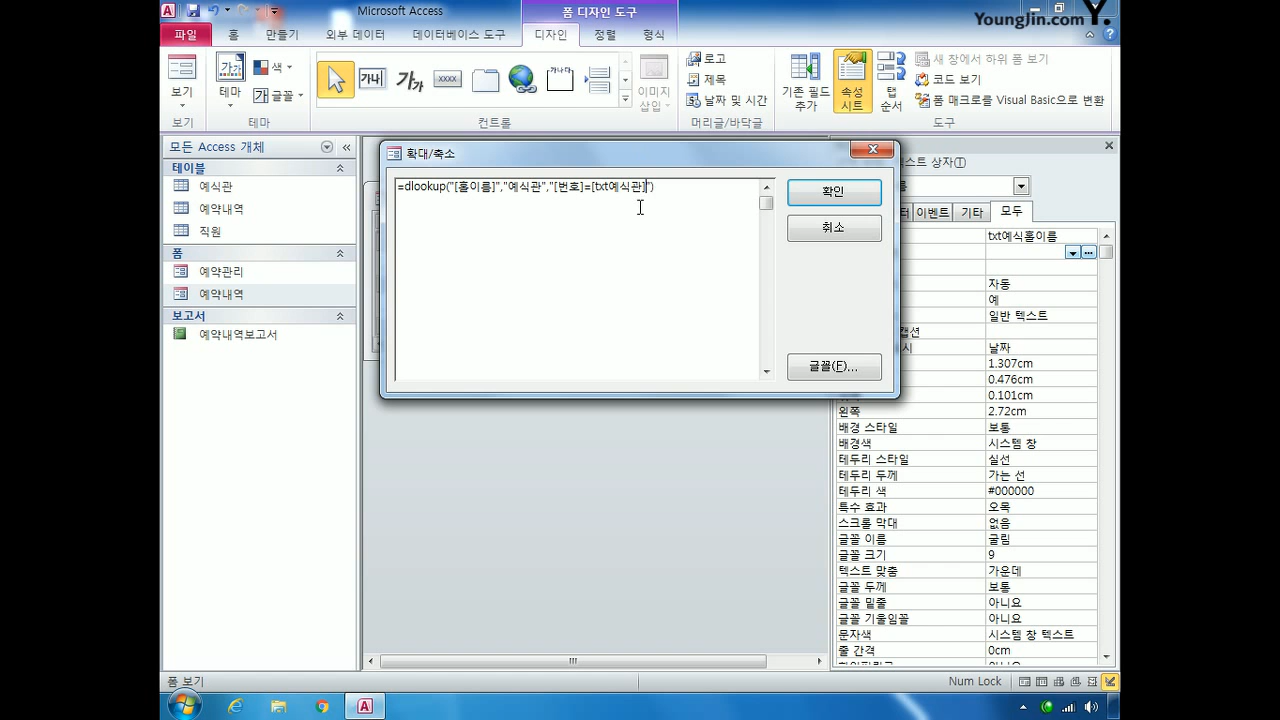 Microsoft Access
폼 디자인 도구
YoungJin.com Y.
파일 홈 만들기 외부 데이터 데이터베이스 도구 디자인 정렬 형식
보기
테마
색
가 글꼴
가나
가가
xxxx
가나다
이미지 삽입
로고
제목
날짜 및 시간
기존 필드 추가
속성 시트
탭 순서
새 창에서 하위 폼 보기
코드 보기
폼 매크로를 Visual Basic으로 변환
보기 테마 컨트롤 머리글/바닥글 도구
모든 Access 개체
테이블
예식관
예약내역
직원
폼
예약관리
예약내역
보고서
예약내역보고서
확대/축소
=dlookup("[홀이름]","예식관","[번호]=[txt예식관]")
확인
취소
글꼴(F)...
스트 상자(T)
이벤트 기타 모두
txt예식홀이름
자동
예
일반 텍스트
캡션
시 날짜
1.307cm
0.476cm
0.101cm
왼쪽 2.72cm
배경 스타일 보통
배경색 시스템 창
테두리 스타일 실선
테두리 두께 가는 선
테두리 색 #000000
특수 효과 오목
스크롤 막대 없음
글꼴 이름 굴림
글꼴 크기 9
텍스트 맞춤 가운데
글꼴 두께 보통
글꼴 밑줄 아니요
글꼴 기울임꼴 아니요
문자색 시스템 창 텍스트
줄 간격 0cm
폼 보기
Num Lock